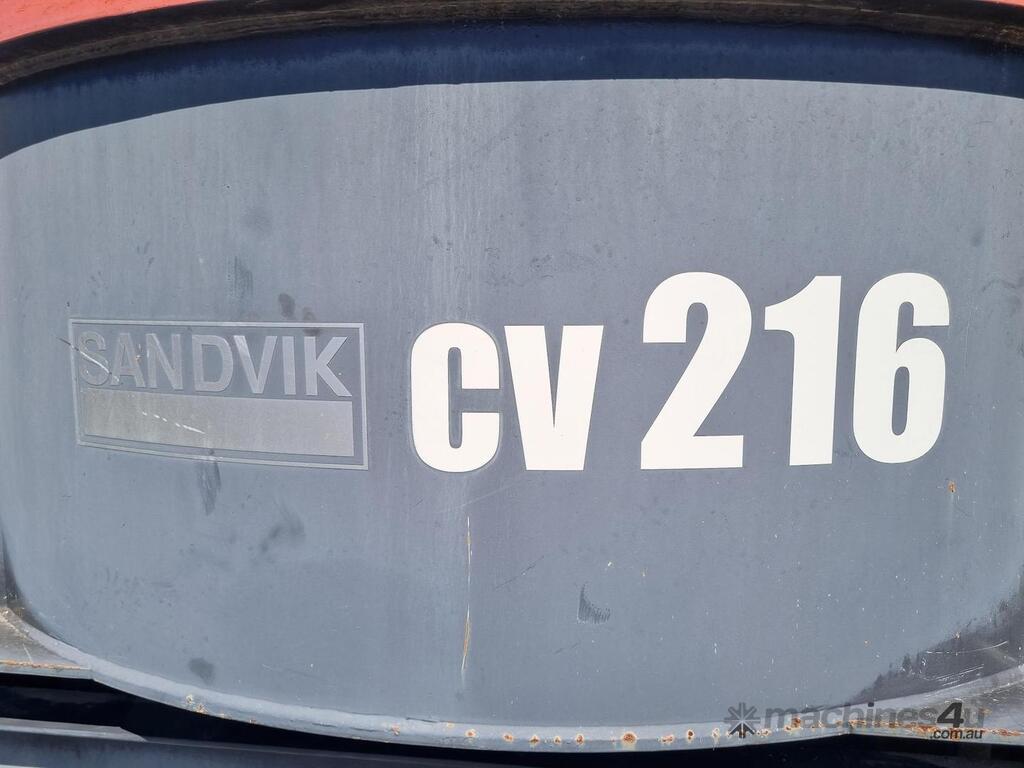 SANDVIK CV 216
machines4u
.com.au